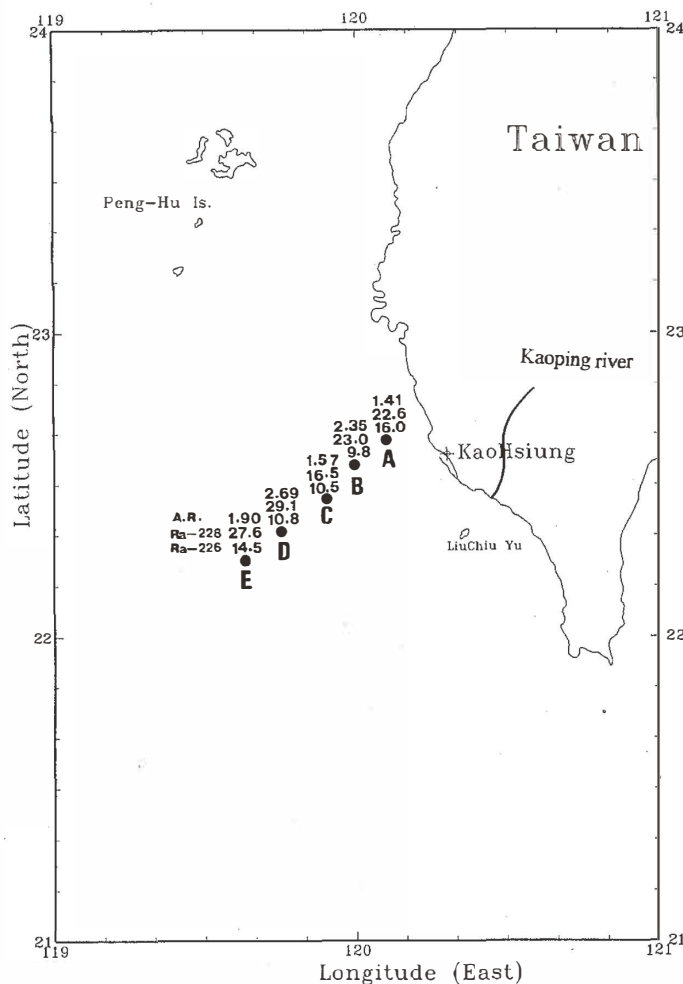 119
120
121
24
24
Taiwan
Peng-Hu Is.
23
23
Kaoping river
1.41
22.6
16.0
A
2.35
23.0
9.8
B
KaoHsiung
1.57
16.5
10.5
C
2.69
29.1
10.8
D
LiuChiu Yu
A.R. 1.90
Ra-228 27.6
Ra-226 14.5
E
22
22
21
21
119
120
121
Latitude (North)
Longitude (East)